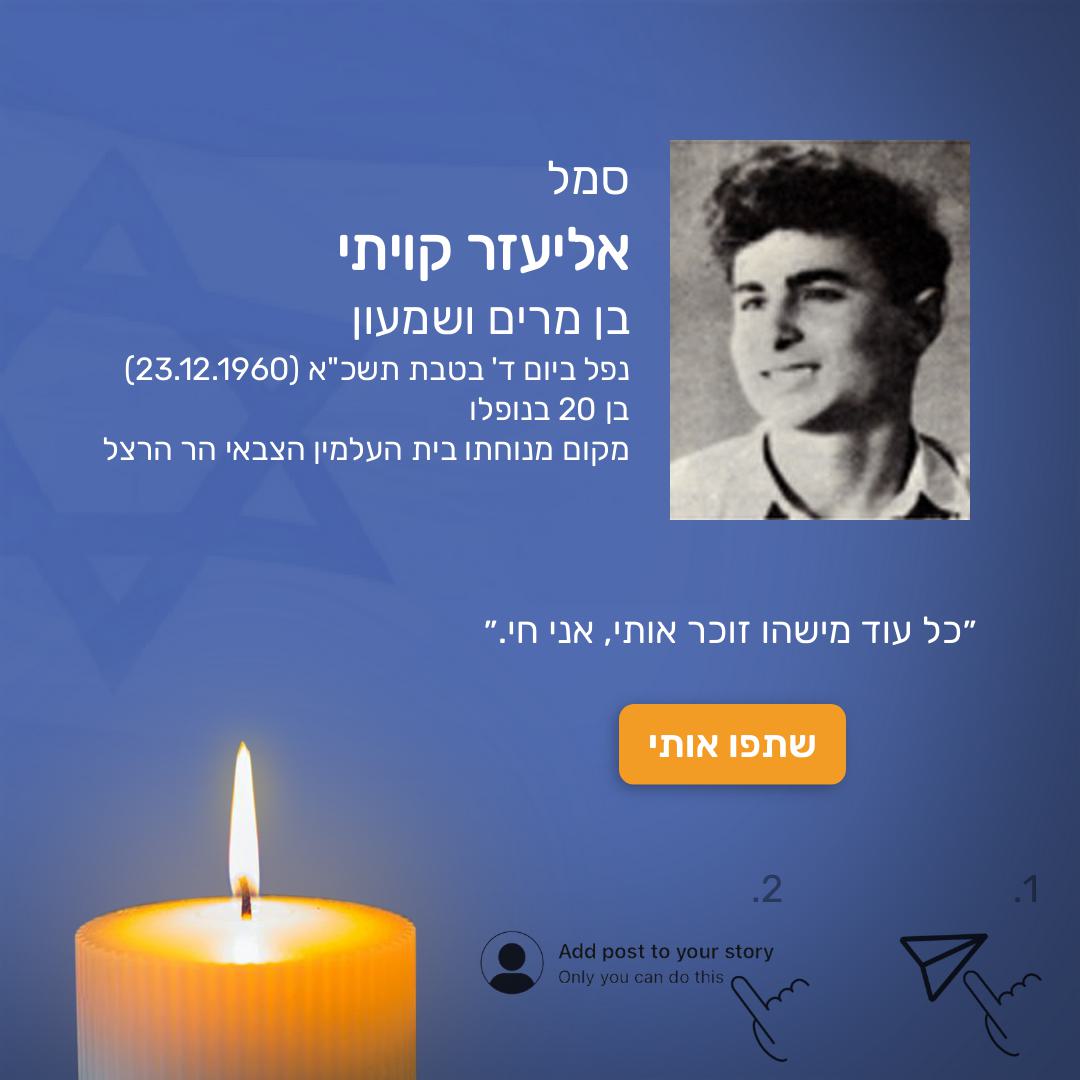 סמל
אליעזר קויתי
בן מרים ושמעון
נפל ביום ד' בטבת תשכ"א (23.12.1960)
בן 20 בנופלו
מקום מנוחתו בית העלמין הצבאי הר הרצל
״כל עוד מישהו זוכר אותי, אני חי.״
שתפו אותי
.1
.2
Add post to your story
Only you can do this